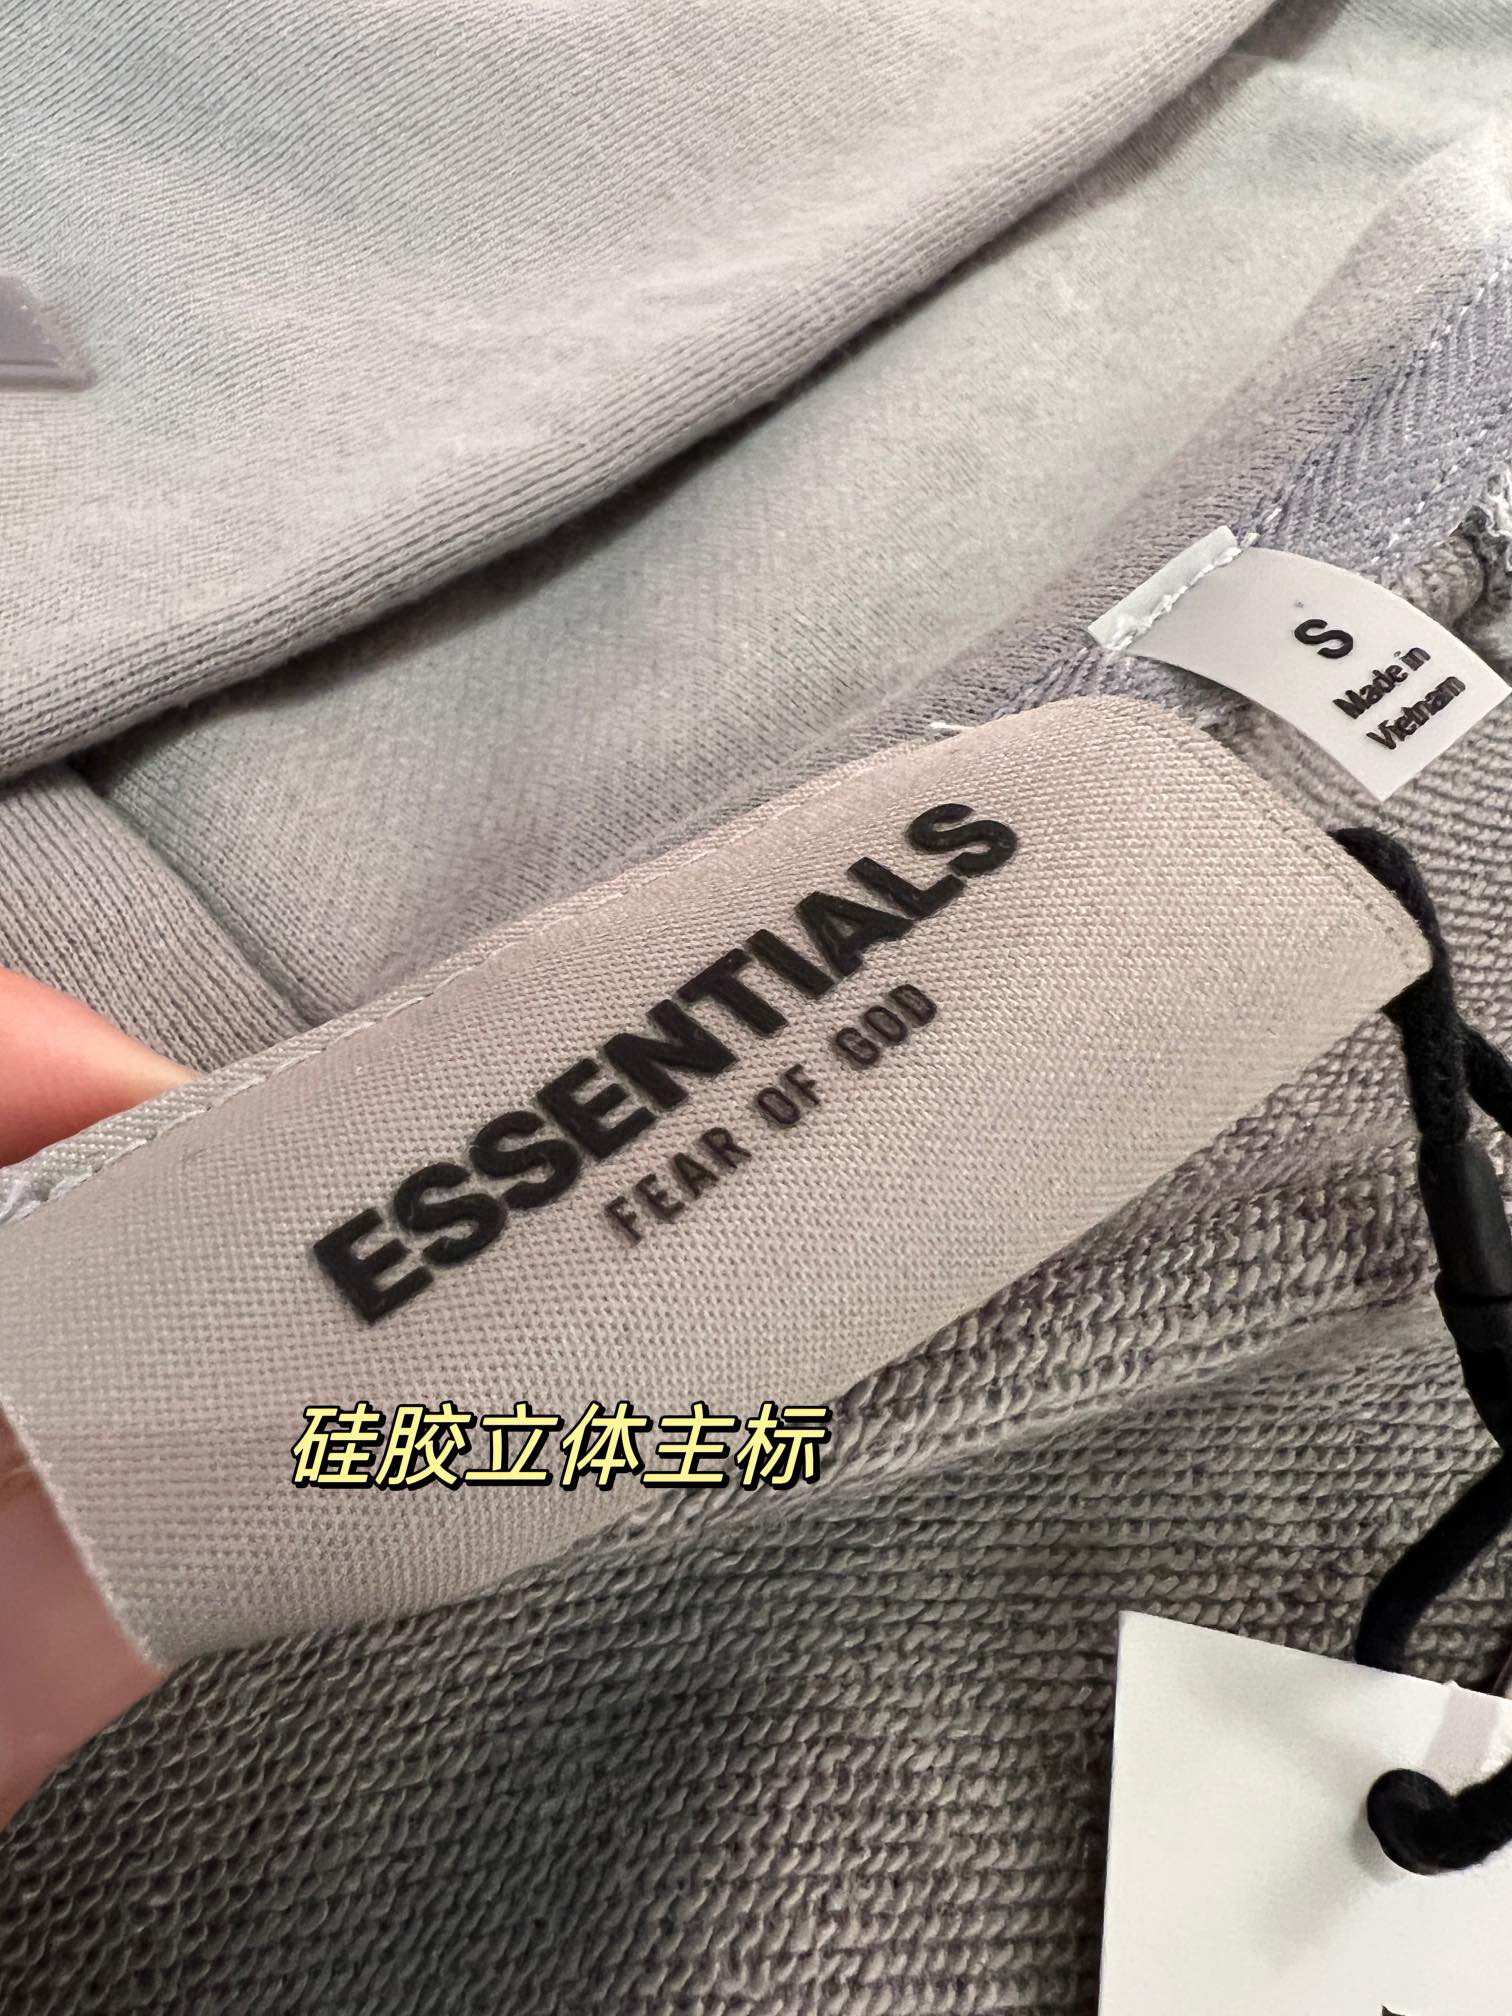 S
Made in
Vietnam
ESSENTIALS
FEAR OF GOD
硅胶立体主标